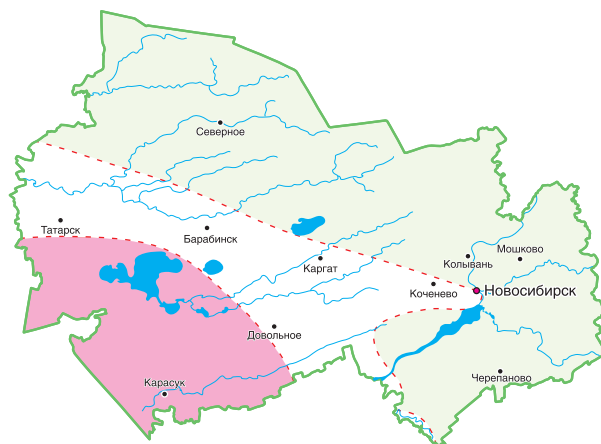 Северное
Татарск
Барабинск
Мошково
Колывань
Каргат
Коченево
Новосибирск
Довольное
Черепаново
Карасук